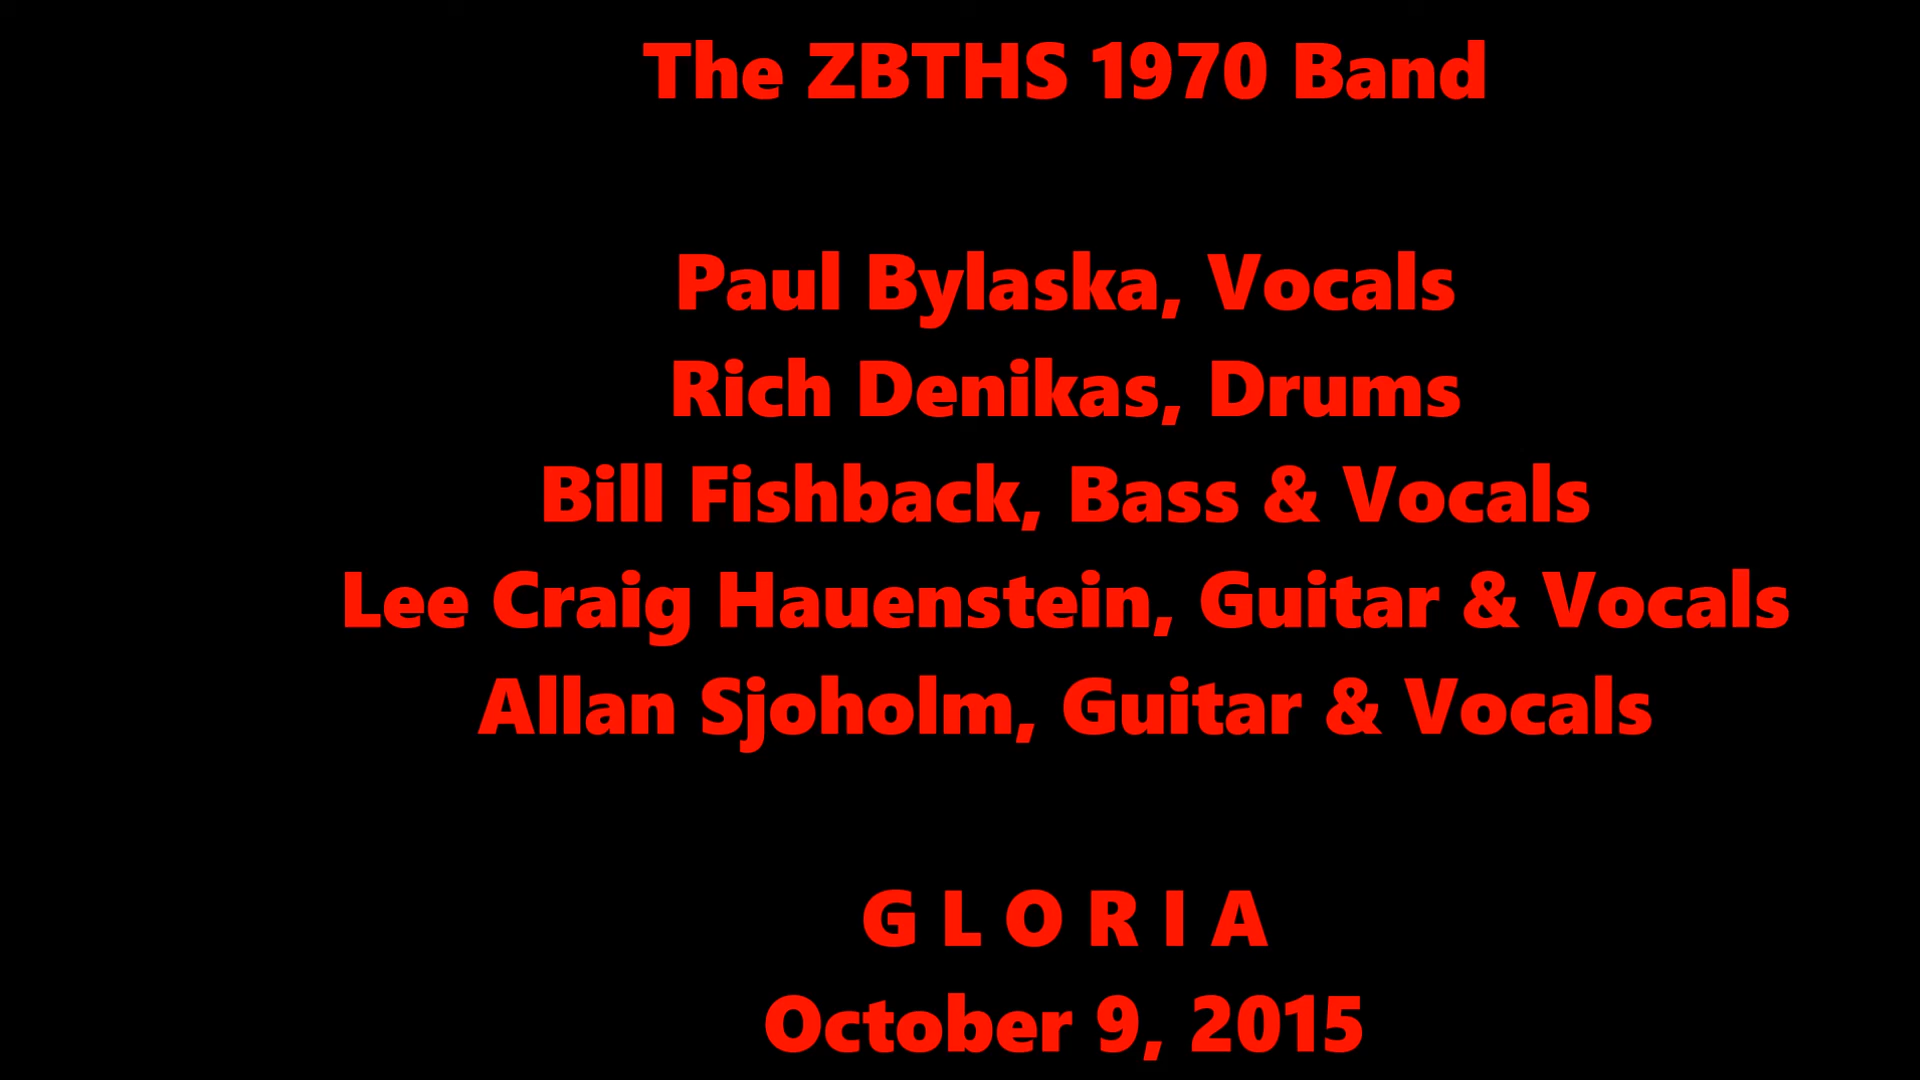 The ZBTHS 1970 Band
Paul Bylaska, Vocals
Rich Denikas, Drums
Bill Fishback, Bass & Vocals
Lee Craig Hauenstein, Guitar & Vocals
Allan Sjoholm, Guitar & Vocals
G L O R I A
October 9, 2015